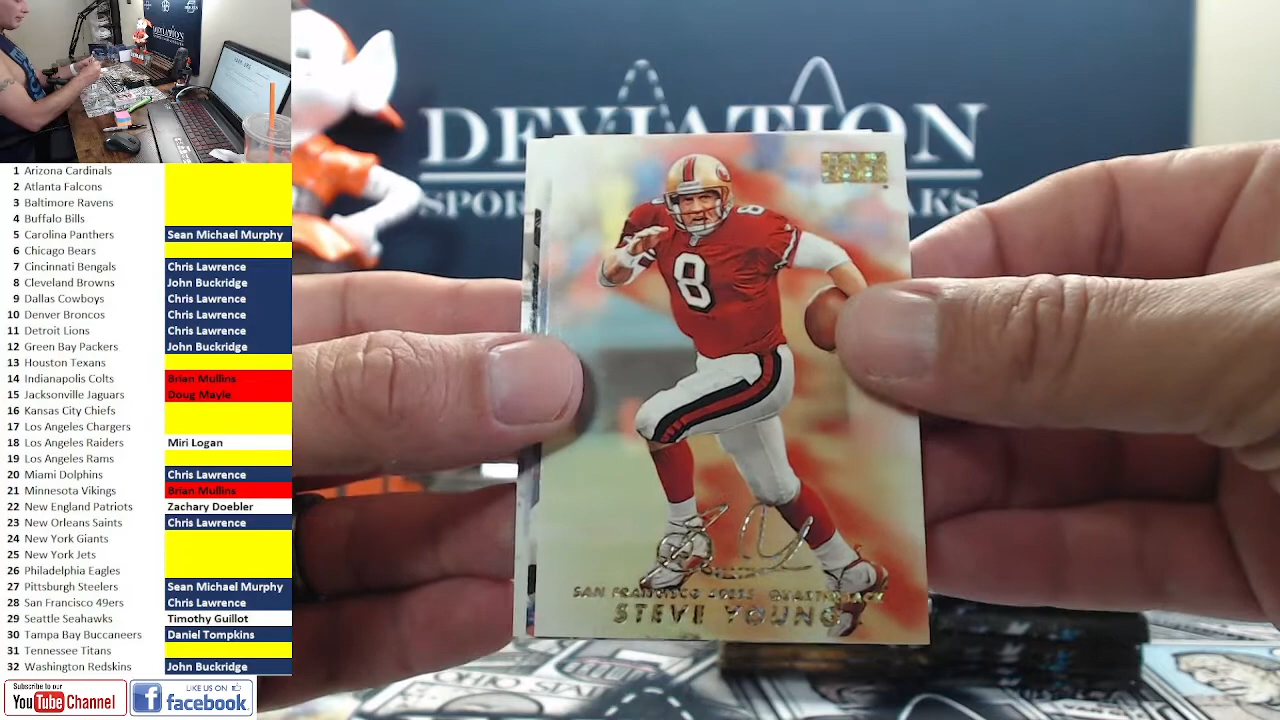 1 Arizona Cardinals
2 Atlanta Falcons
3 Baltimore Ravens
4 Buffalo Bills
5 Carolina Panthers Sean Michael Murphy
6 Chicago Bears
7 Cincinnati Bengals Chris Lawrence
8 Cleveland Browns John Buckridge
9 Dallas Cowboys Chris Lawrence
10 Denver Broncos Chris Lawrence
11 Detroit Lions Chris Lawrence
12 Green Bay Packers John Buckridge
13 Houston Texans
14 Indianapolis Colts Brian Mullins
15 Jacksonville Jaguars Doug Mayle
16 Kansas City Chiefs
17 Los Angeles Chargers
18 Los Angeles Raiders Miri Logan
19 Los Angeles Rams
20 Miami Dolphins Chris Lawrence
21 Minnesota Vikings Brian Mullins
22 New England Patriots Zachary Doebler
23 New Orleans Saints Chris Lawrence
24 New York Giants
25 New York Jets
26 Philadelphia Eagles
27 Pittsburgh Steelers Sean Michael Murphy
28 San Francisco 49ers Chris Lawrence
29 Seattle Seahawks Timothy Guillot
30 Tampa Bay Buccaneers Daniel Tompkins
31 Tennessee Titans
32 Washington Redskins John Buckridge
Subscribe to our
YouTube Channel
LIKE US ON
facebook.
DEVIATION
SPOR AKS
8
8
SAN FRANCISCO 49ERS QUARTERBACK
STEVE YOUNG